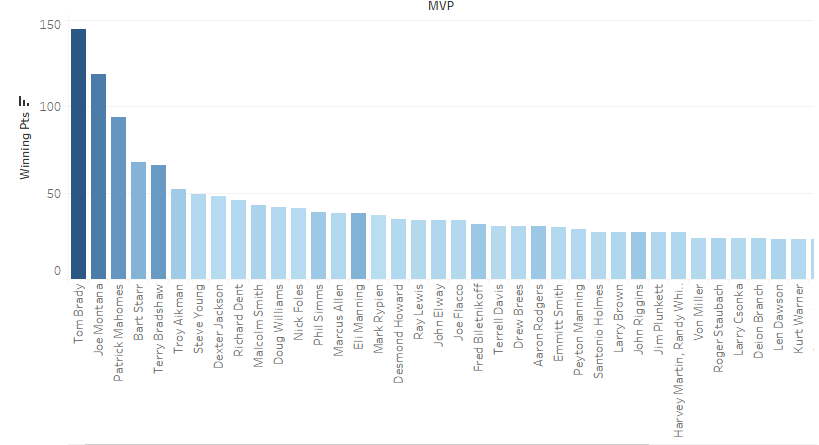 MVP
Winning Pts
150
100
50
0
Tom Brady
Joe Montana
Patrick Mahomes
Bart Starr
Terry Bradshaw
Troy Aikman
Steve Young
Dexter Jackson
Richard Dent
Malcolm Smith
Doug Williams
Nick Foles
Phil Simms
Marcus Allen
Eli Manning
Mark Rypien
Desmond Howard
Ray Lewis
John Elway
Joe Flacco
Fred Biletnikoff
Terrell Davis
Drew Brees
Aaron Rodgers
Emmitt Smith
Peyton Manning
Santonio Holmes
Larry Brown
John Riggins
Jim Plunkett
Harvey Martin, Randy Whi..
Von Miller
Roger Staubach
Larry Csonka
Deion Branch
Len Dawson
Kurt Warner